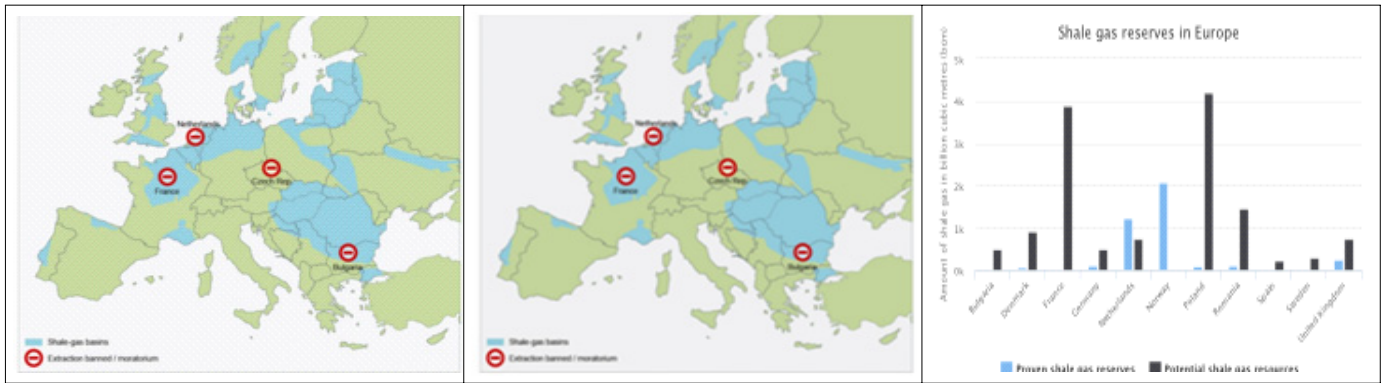 Netherlands
France
Czech Rep.
Bulgaria
Shale-gas basins
Extraction banned / moratorium
Netherlands
France
Czech Rep.
Bulgaria
Shale-gas basins
Extraction banned / moratorium
Shale gas reserves in Europe
Amount of shale gas in billion cubic metres (bcm)
5k
4k
3k
2k
1k
0k
Bulgaria
Denmark
France
Germany
Netherlands
Norway
Poland
Romania
Spain
Sweden
United Kingdom
Proven shale gas reserves
Potential shale gas resources